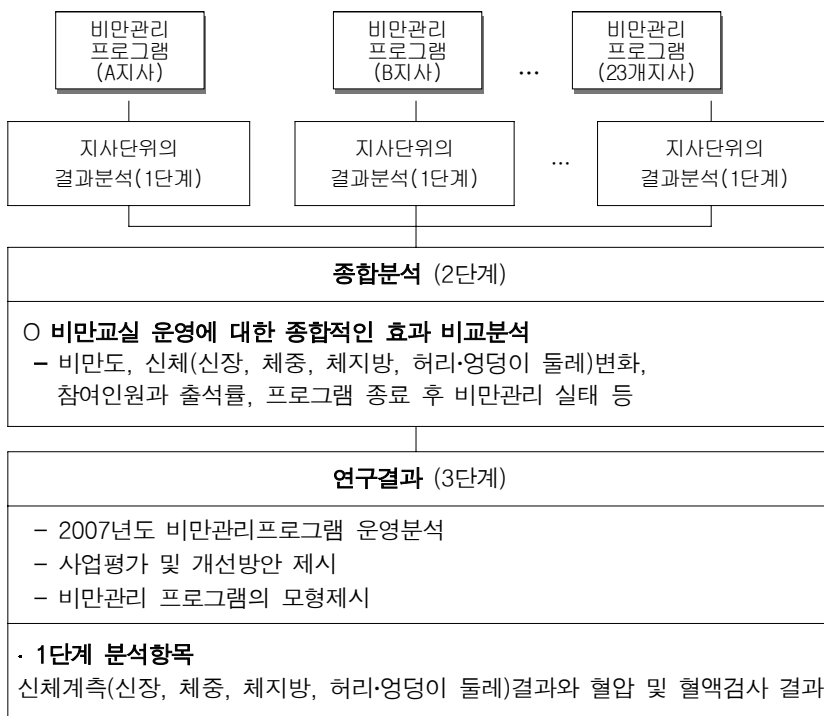 비만관리
프로그램
(A지사)
비만관리
프로그램
(B지사)
...
비만관리
프로그램
(23개지사)
지사단위의
결과분석(1단계)
지사단위의
결과분석(1단계)
...
지사단위의
결과분석(1단계)
종합분석 (2단계)
O 비만교실 운영에 대한 종합적인 효과 비교분석
- 비만도, 신체(신장, 체중, 체지방, 허리·엉덩이 둘레)변화,
참여인원과 출석률, 프로그램 종료 후 비만관리 실태 등
연구결과 (3단계)
- 2007년도 비만관리프로그램 운영분석
- 사업평가 및 개선방안 제시
- 비만관리 프로그램의 모형제시
· 1단계 분석항목
신체계측(신장, 체중, 체지방, 허리·엉덩이 둘레)결과와 혈압 및 혈액검사 결과